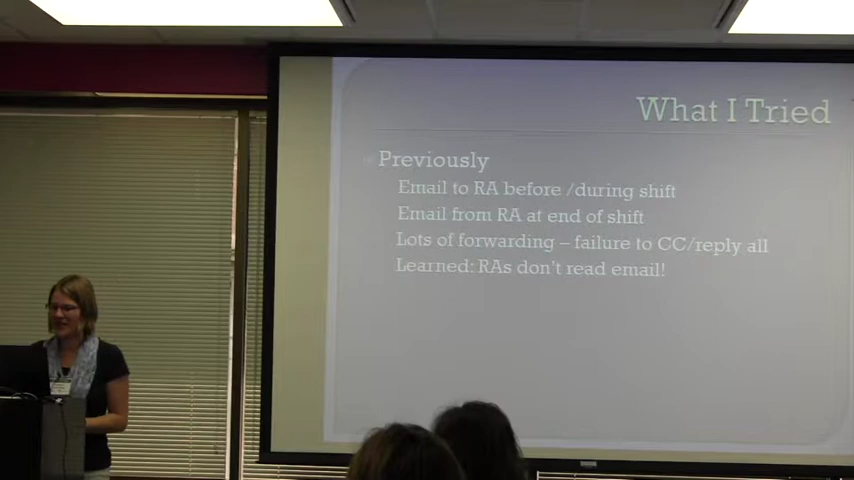 What I Tried
Previously
Email to RA before /during shift
Email from RA at end of shift
Lots of forwarding – failure to CC/reply all
Learned: RAs don't read email!